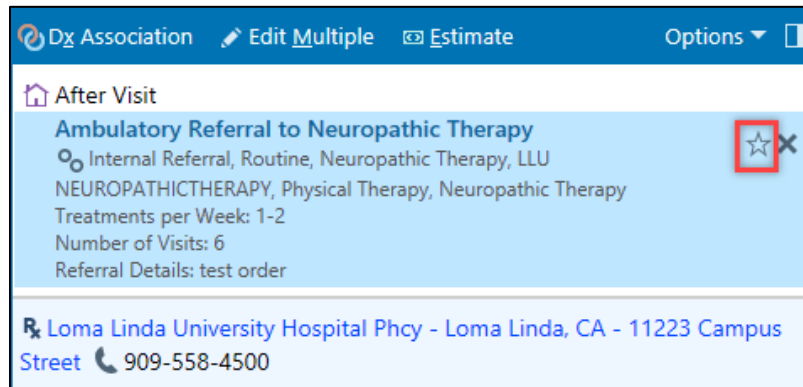 Dx Association Edit Multiple Estimate Options
After Visit
Ambulatory Referral to Neuropathic Therapy
Internal Referral, Routine, Neuropathic Therapy, LLU
NEUROPATHICTHERAPY, Physical Therapy, Neuropathic Therapy
Treatments per Week: 1-2
Number of Visits: 6
Referral Details: test order
Rx Loma Linda University Hospital Phcy - Loma Linda, CA - 11223 Campus
Street 909-558-4500